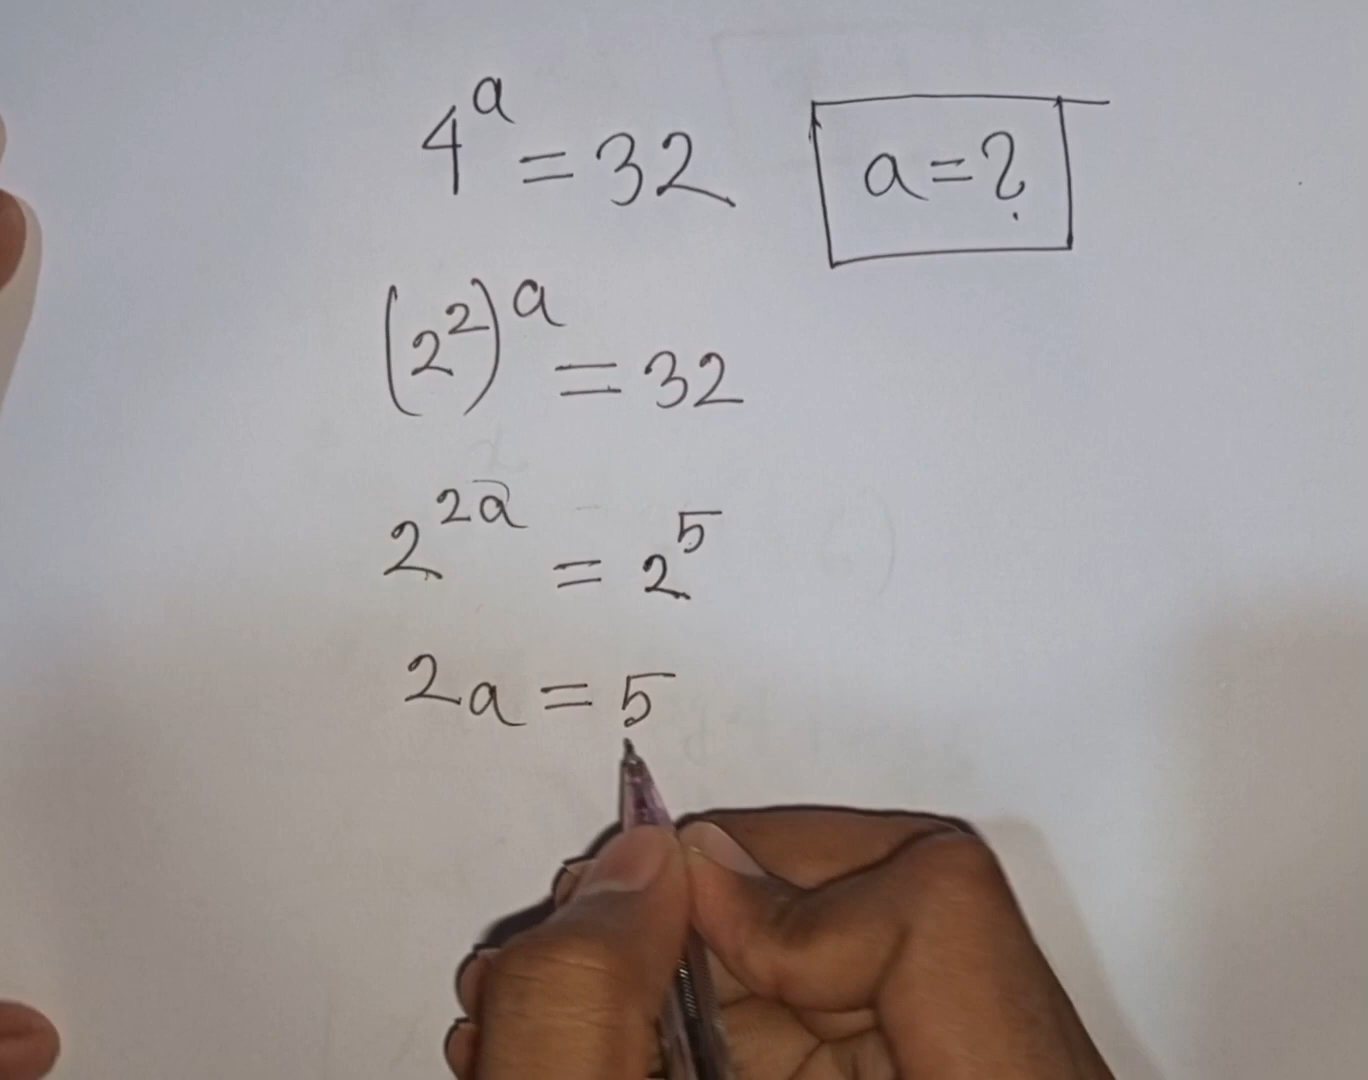 4^a = 32 a = ?
(2^2)^a = 32
2^2a = 2^5
2a = 5